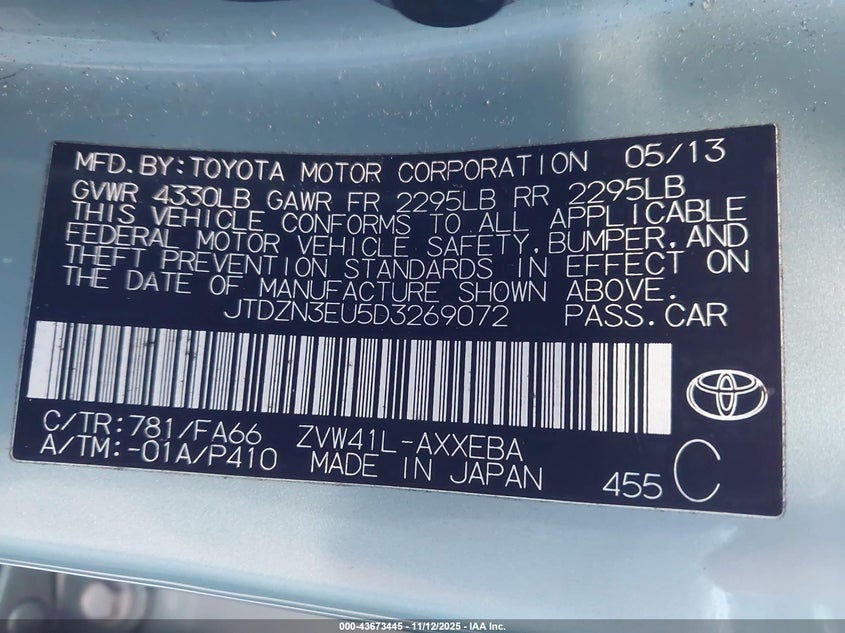 MFD. BY: TOYOTA MOTOR CORPORATION 05/13
GVWR 4330LB GAWR FR 2295LB RR 2295LB
THIS VEHICLE CONFORMS TO ALL APPLICABLE
FEDERAL MOTOR VEHICLE SAFETY, BUMPER, AND
THEFT PREVENTION STANDARDS IN EFFECT ON
THE DATE OF MANUFACTURE SHOWN ABOVE.
JTDZN3EU5D3269072 PASS. CAR
C/TR: 781/FA66 ZVW41L-AXXEBA
A/TM: -01A/P410 MADE IN JAPAN 455 C
000-43673445 - 11/12/2025 - IAA Inc.